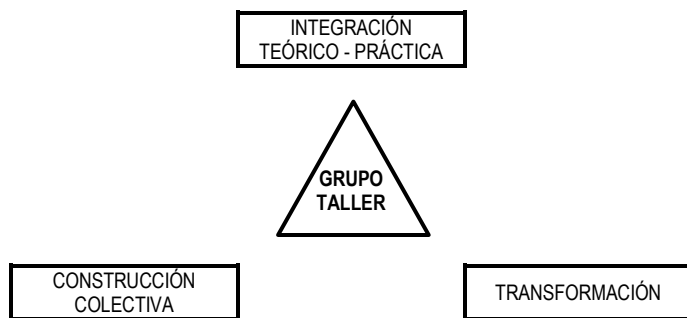 INTEGRACIÓN
TEÓRICO - PRÁCTICA
GRUPO
TALLER
CONSTRUCCIÓN
COLECTIVA
TRANSFORMACIÓN